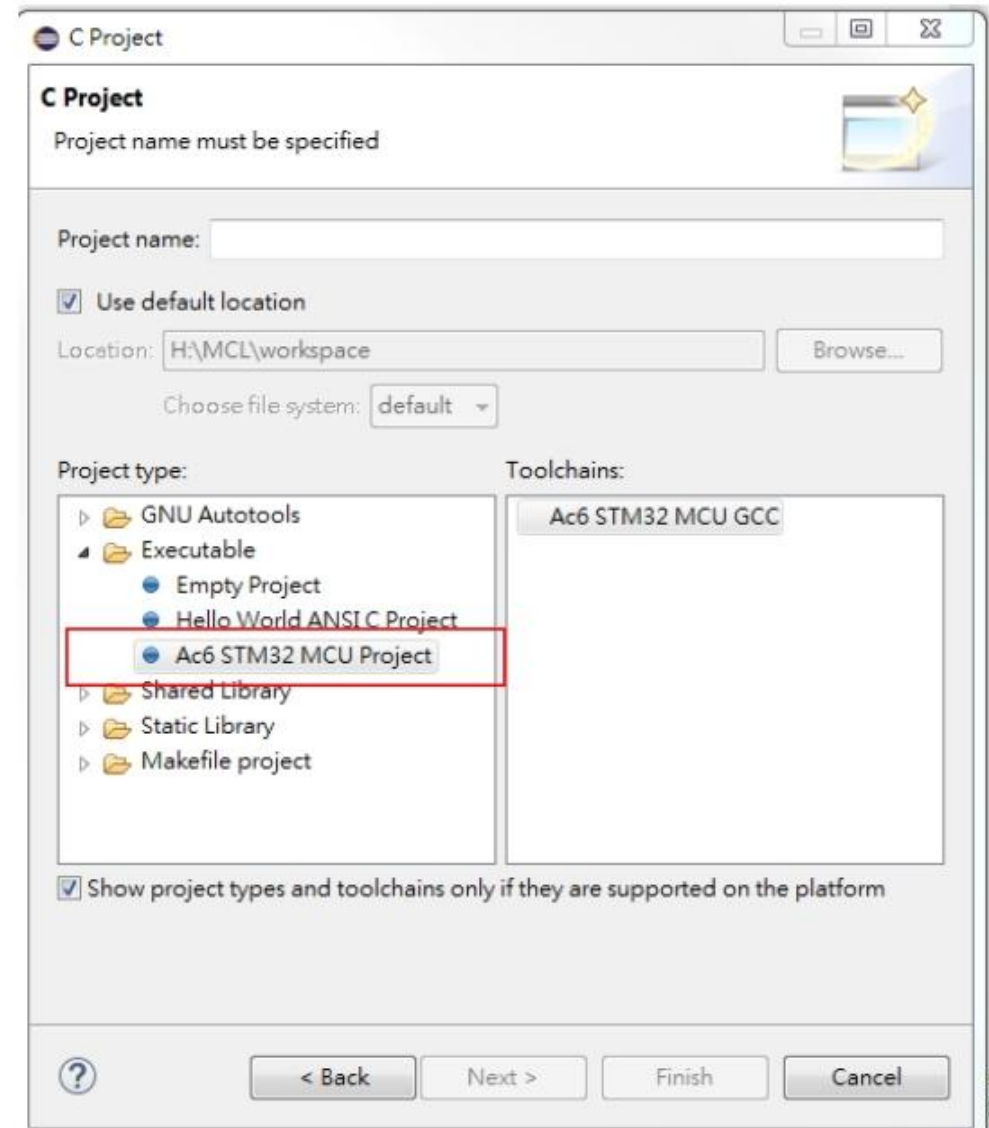 C Project
C Project
Project name must be specified
Project name:
Use default location
Location: H:\MCL\workspace Browse...
Choose file system: default
Project type: Toolchains:
GNU Autotools Ac6 STM32 MCU GCC
Executable
Empty Project
Hello World ANSI C Project
Ac6 STM32 MCU Project
Shared Library
Static Library
Makefile project
Show project types and toolchains only if they are supported on the platform
? < Back Next > Finish Cancel